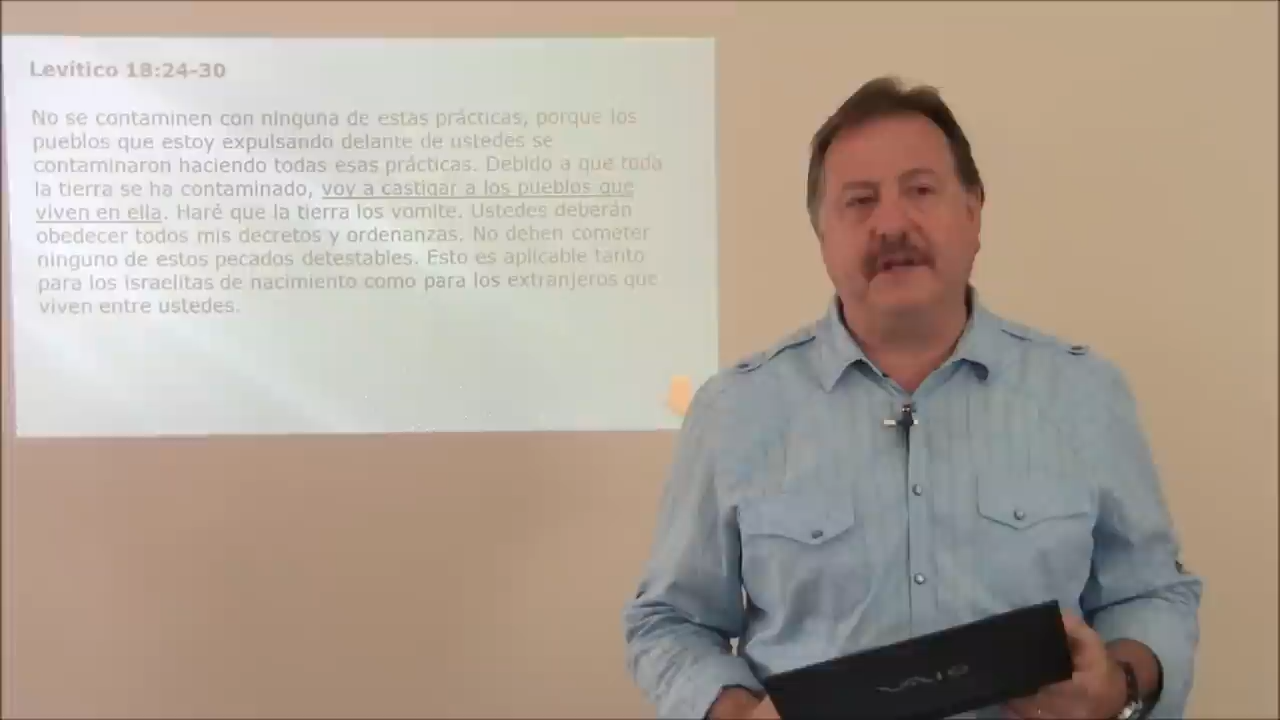 Levítico 18:24-30
No se contaminen con ninguna de estas prácticas, porque los
pueblos que estoy expulsando delante de ustedes se
contaminaron haciendo todas esas prácticas. Debido a que toda
la tierra se ha contaminado, voy a castigar a los pueblos que
viven en ella. Haré que la tierra los vomite. Ustedes deberán
obedecer todos mis decretos y ordenanzas. No deben cometer
ninguno de estos pecados detestables. Esto es aplicable tanto
para los israelitas de nacimiento como para los extranjeros que
viven entre ustedes.
VAIO